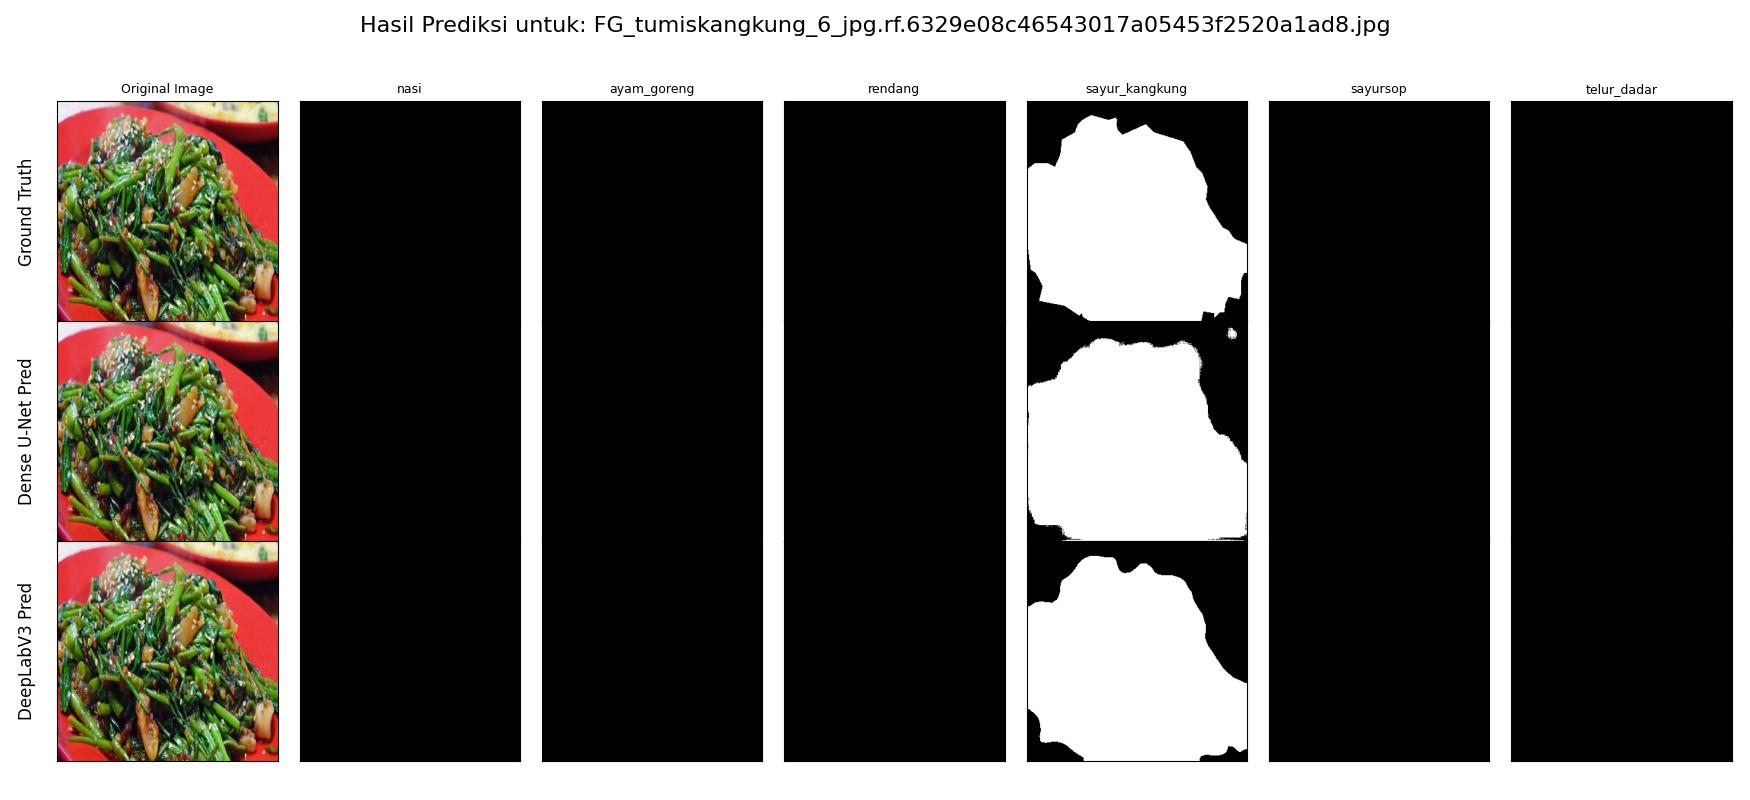 Hasil Prediksi untuk: FG_tumiskangkung_6_jpg.rf.6329e08c46543017a05453f2520a1ad8.jpg
Original Image
nasi
ayam_goreng
rendang
sayur_kangkung
sayursop
telur_dadar
Ground Truth
Dense U-Net Pred
DeepLabV3 Pred